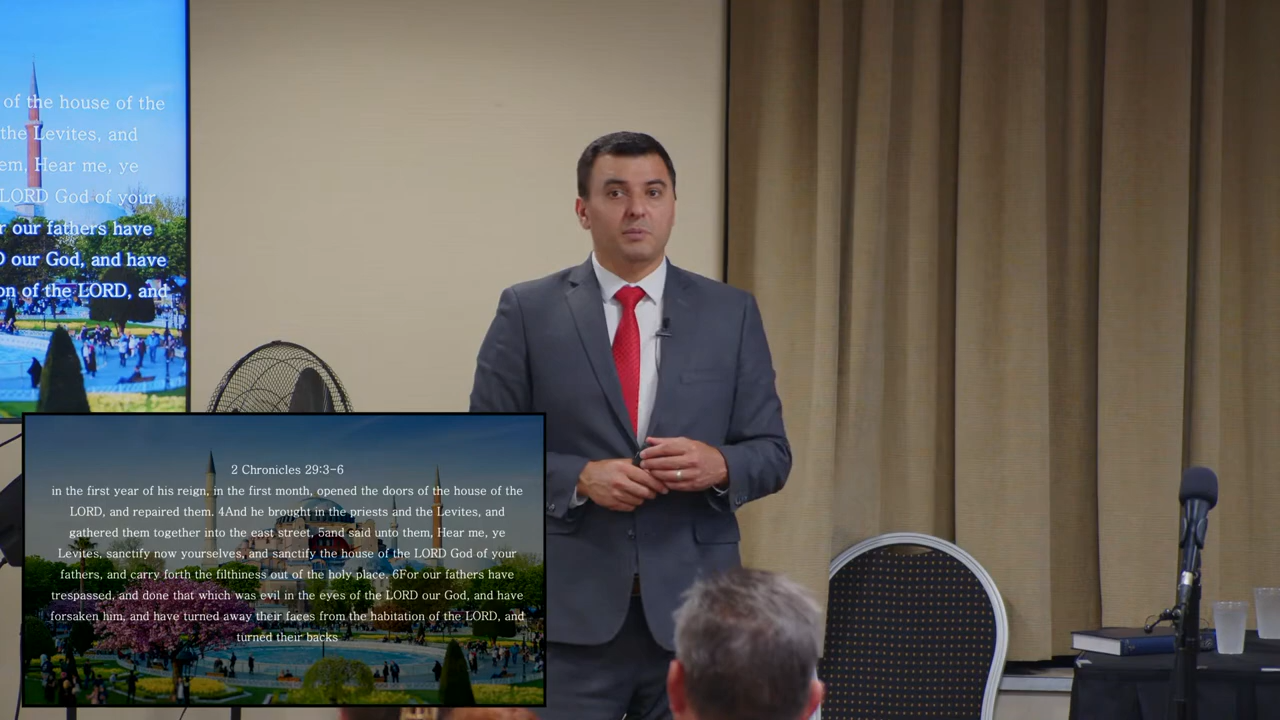 of the house of the
the Levites, and
em, Hear me, ye
LORD God of your
r our fathers have
D our God, and have
on of the LORD, and
2 Chronicles 29:3-6
in the first year of his reign, in the first month, opened the doors of the house of the
LORD, and repaired them. 4And he brought in the priests and the Levites, and
gathered them together into the east street, 5and said unto them, Hear me, ye
Levites, sanctify now yourselves, and sanctify the house of the LORD God of your
fathers, and carry forth the filthiness out of the holy place. 6For our fathers have
trespassed, and done that which was evil in the eyes of the LORD our God, and have
forsaken him, and have turned away their faces from the habitation of the LORD, and
turned their backs